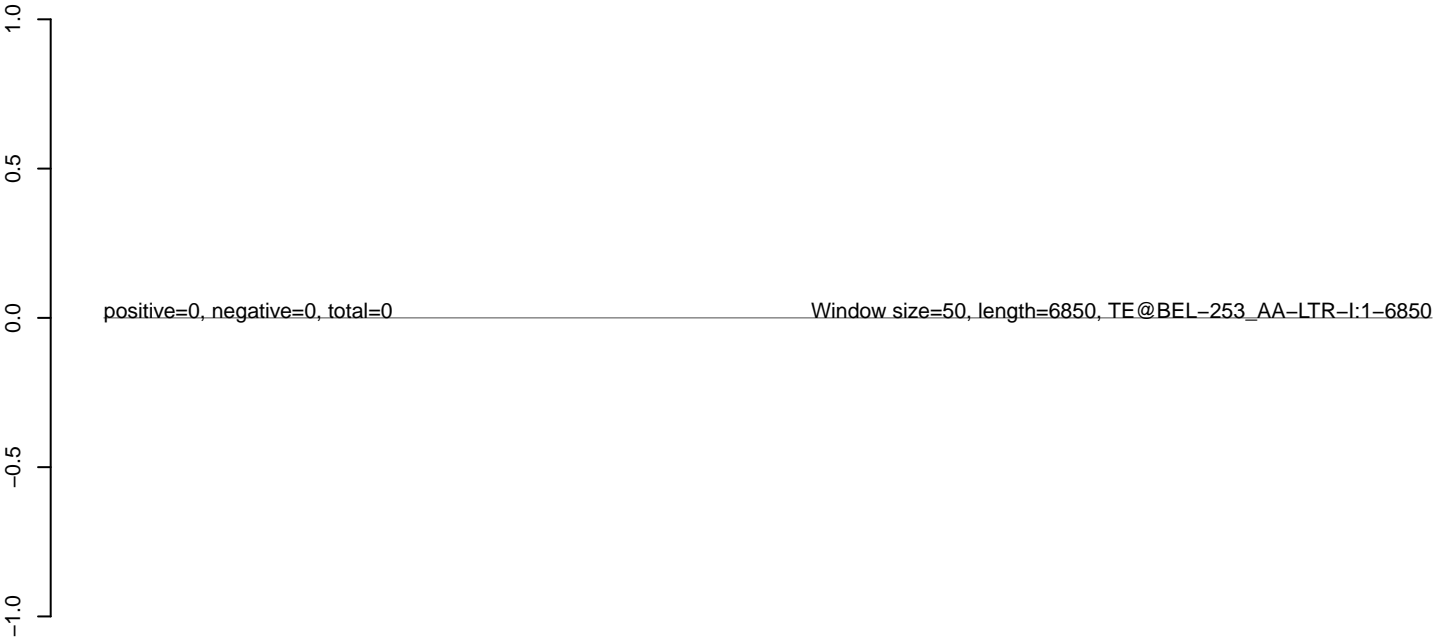 1.0
0.5
0.0
positive=0, negative=0, total=0
Window size=50, length=6850, TE@BEL−253_AA−LTR−I:1−6850
−0.5
−1.0